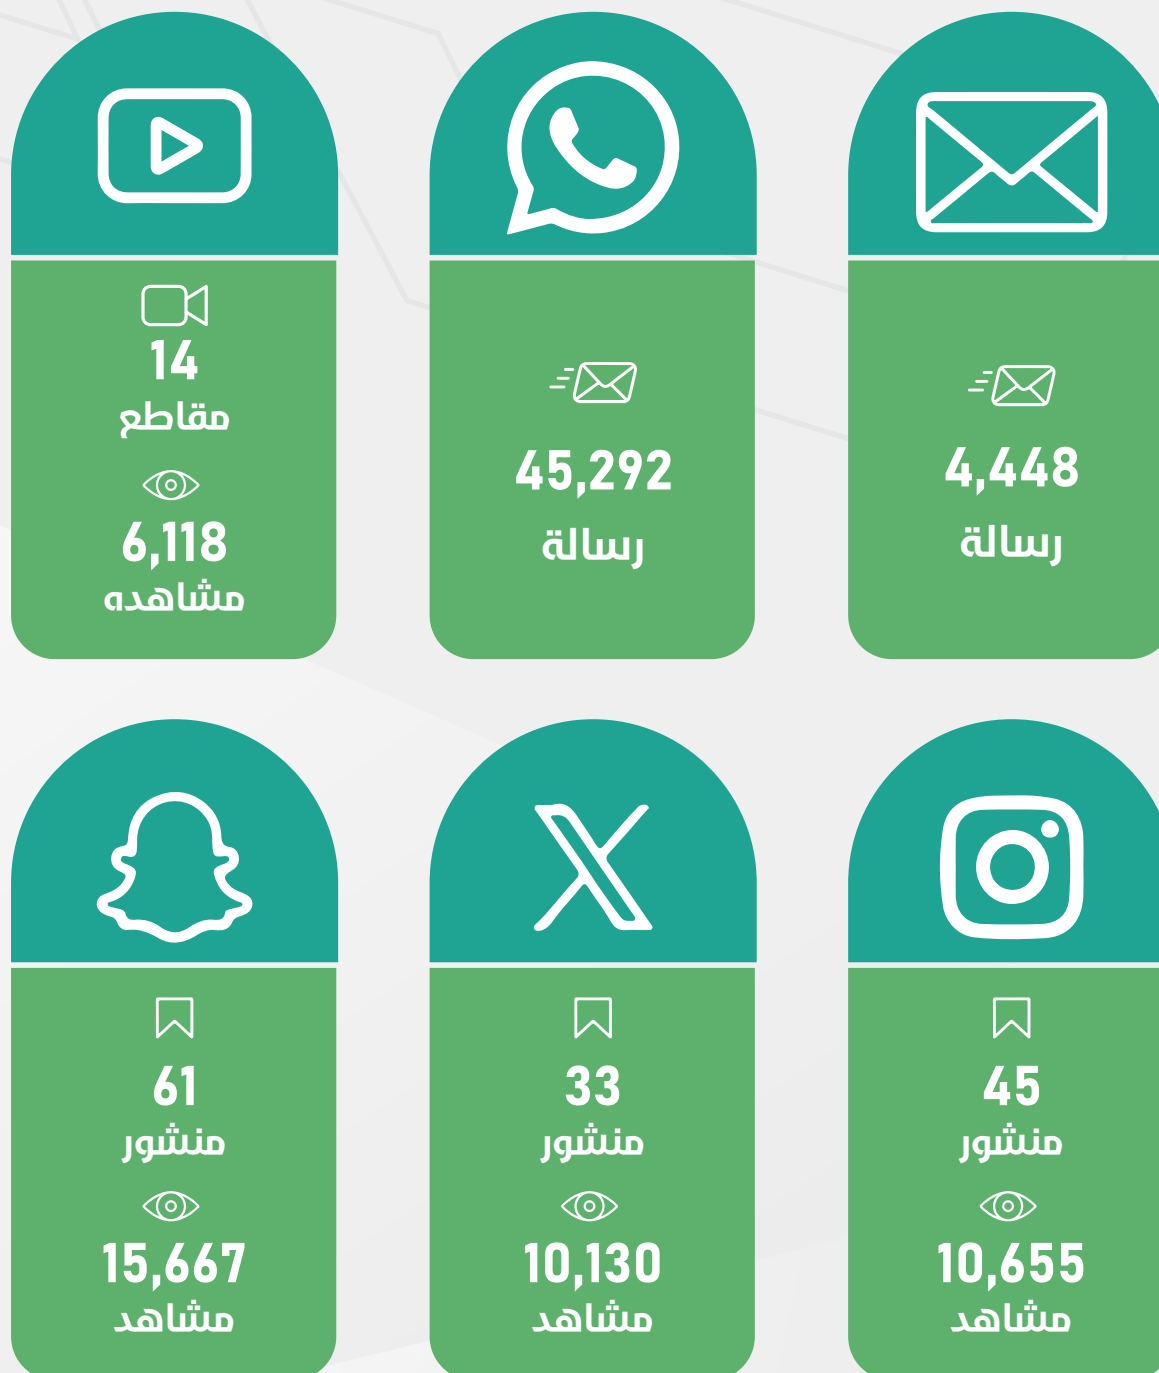 4,448
رسالة
45,292
رسالة
14
مقاطع
6,118
مشاهده
45
منشور
10,655
مشاهد
33
منشور
10,130
مشاهد
61
منشور
15,667
مشاهد